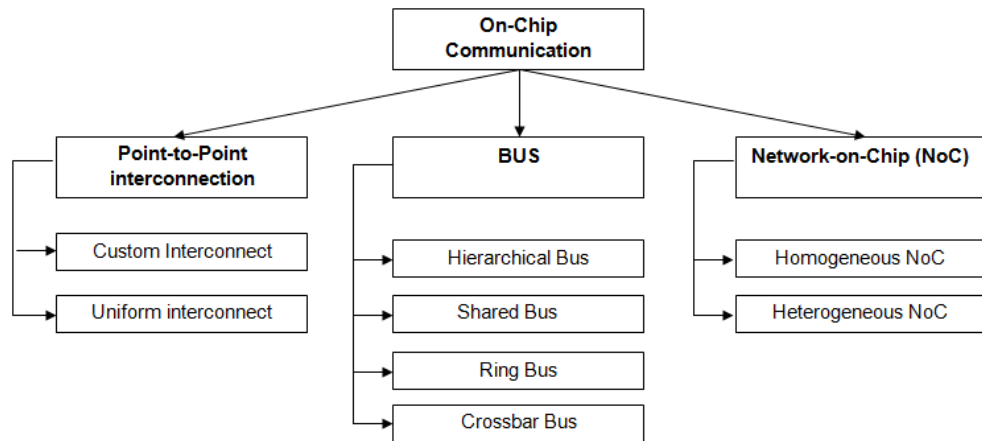 On-Chip
Communication
Point-to-Point
interconnection
BUS
Network-on-Chip (NoC)
Custom Interconnect
Uniform interconnect
Hierarchical Bus
Shared Bus
Ring Bus
Crossbar Bus
Homogeneous NoC
Heterogeneous NoC